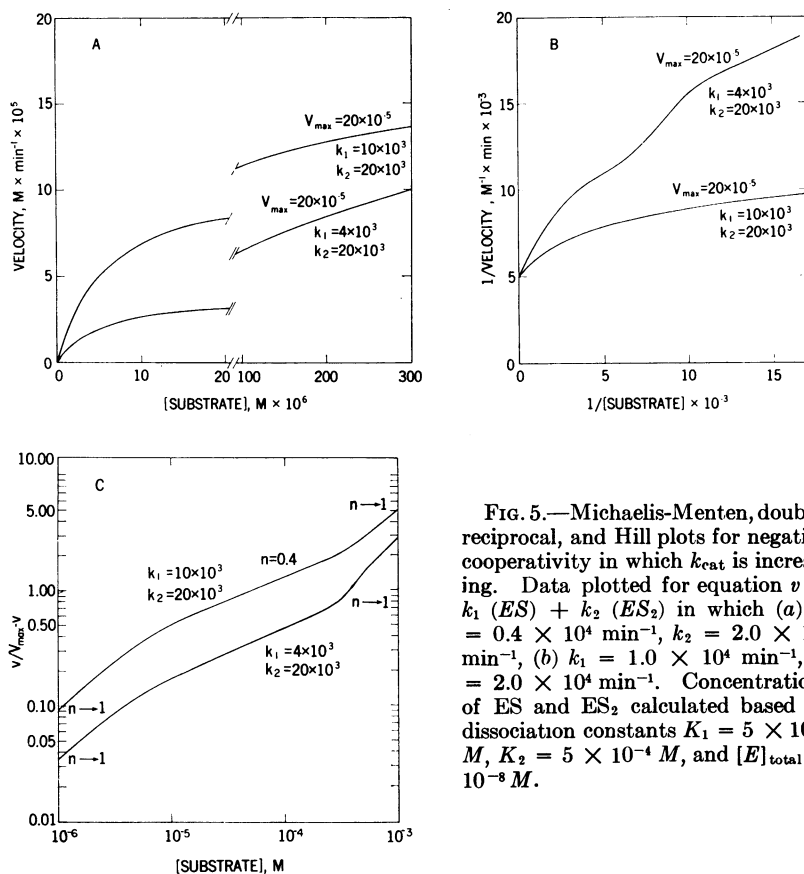 A
VELOCITY, M × min⁻¹ × 10⁵
20
15
10
5
0
Vmax = 20×10⁻⁵
k₁ = 10×10³
k₂ = 20×10³
Vmax = 20×10⁻⁵
k₁ = 4×10³
k₂ = 20×10³
0 10 20 100 200 300
[SUBSTRATE], M × 10⁶
B
1/VELOCITY, M⁻¹ × min × 10⁻³
20
15
10
5
0
Vmax = 20×10⁻⁵
k₁ = 4×10³
k₂ = 20×10³
Vmax = 20×10⁻⁵
k₁ = 10×10³
k₂ = 20×10³
0 5 10 15
1/[SUBSTRATE] × 10⁻³
C
v/Vmax-v
10.00
5.00
1.00
0.50
0.10
0.05
0.01
n→1
n=0.4
k₁ = 10×10³
k₂ = 20×10³
n→1
n→1
k₁ = 4×10³
k₂ = 20×10³
n→1
10⁻⁶ 10⁻⁵ 10⁻⁴ 10⁻³
[SUBSTRATE], M
FIG. 5.—Michaelis-Menten, doub
reciprocal, and Hill plots for negati
cooperativity in which kcat is increa
ing. Data plotted for equation v
k₁ (ES) + k₂ (ES₂) in which (a)
= 0.4 × 10⁴ min⁻¹, k₂ = 2.0 ×
min⁻¹, (b) k₁ = 1.0 × 10⁴ min⁻¹,
= 2.0 × 10⁴ min⁻¹. Concentratio
of ES and ES₂ calculated based
dissociation constants K₁ = 5 × 10
M, K₂ = 5 × 10⁻⁴ M, and [E]total
10⁻⁸ M.